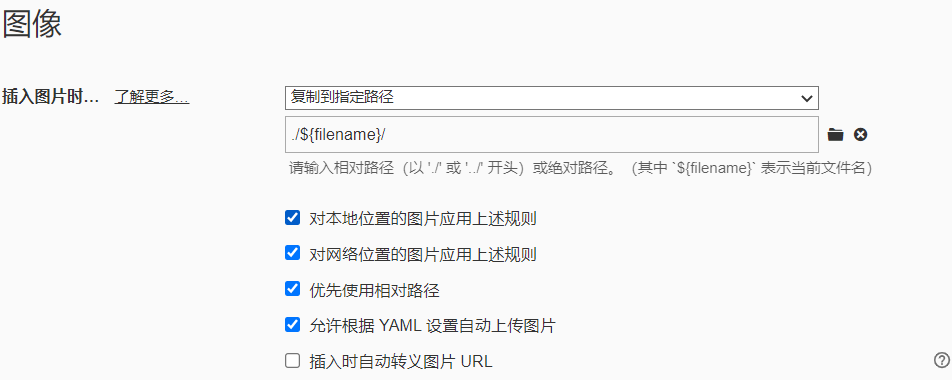 图像
插入图片时... 了解更多...
复制到指定路径
./${filename}/
请输入相对路径（以 './' 或 '../' 开头）或绝对路径。（其中 `${filename}` 表示当前文件名）
对本地位置的图片应用上述规则
对网络位置的图片应用上述规则
优先使用相对路径
允许根据 YAML 设置自动上传图片
插入时自动转义图片 URL